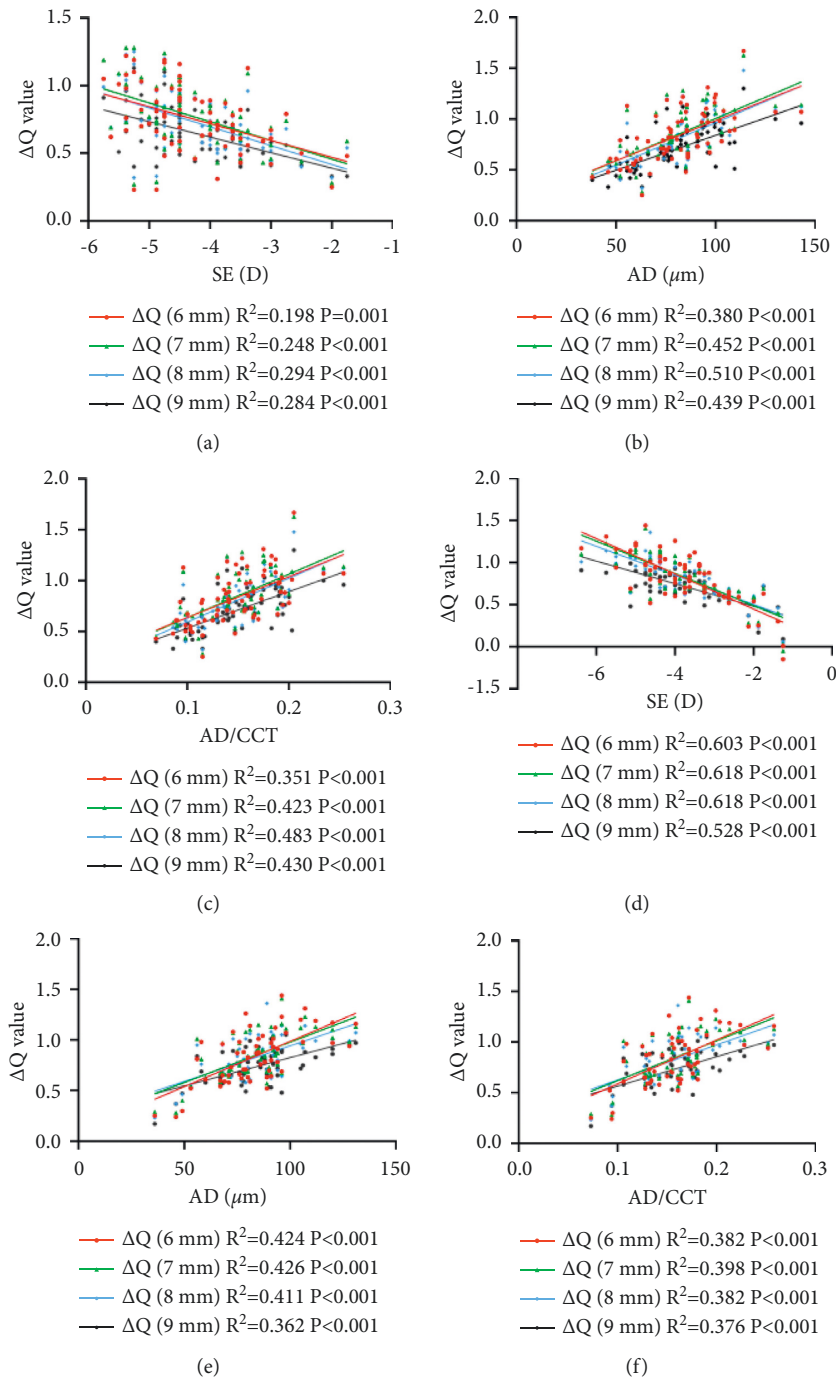 1.5
1.0
0.5
0.0
ΔQ value
-6 -5 -4 -3 -2 -1
SE (D)
ΔQ (6 mm) R²=0.198 P=0.001
ΔQ (7 mm) R²=0.248 P<0.001
ΔQ (8 mm) R²=0.294 P<0.001
ΔQ (9 mm) R²=0.284 P<0.001
(a)
2.0
1.5
1.0
0.5
0.0
ΔQ value
0 50 100 150
AD (μm)
ΔQ (6 mm) R²=0.380 P<0.001
ΔQ (7 mm) R²=0.452 P<0.001
ΔQ (8 mm) R²=0.510 P<0.001
ΔQ (9 mm) R²=0.439 P<0.001
(b)
2.0
1.5
1.0
0.5
0.0
ΔQ value
0 0.1 0.2 0.3
AD/CCT
ΔQ (6 mm) R²=0.351 P<0.001
ΔQ (7 mm) R²=0.423 P<0.001
ΔQ (8 mm) R²=0.483 P<0.001
ΔQ (9 mm) R²=0.430 P<0.001
(c)
2.0
1.5
1.0
0.5
0.0
-1.5
ΔQ value
-6 -4 -2 0
SE (D)
ΔQ (6 mm) R²=0.603 P<0.001
ΔQ (7 mm) R²=0.618 P<0.001
ΔQ (8 mm) R²=0.618 P<0.001
ΔQ (9 mm) R²=0.528 P<0.001
(d)
2.0
1.5
1.0
0.5
0.0
ΔQ value
0 50 100 150
AD (μm)
ΔQ (6 mm) R²=0.424 P<0.001
ΔQ (7 mm) R²=0.426 P<0.001
ΔQ (8 mm) R²=0.411 P<0.001
ΔQ (9 mm) R²=0.362 P<0.001
(e)
2.0
1.5
1.0
0.5
0.0
ΔQ value
0.0 0.1 0.2 0.3
AD/CCT
ΔQ (6 mm) R²=0.382 P<0.001
ΔQ (7 mm) R²=0.398 P<0.001
ΔQ (8 mm) R²=0.382 P<0.001
ΔQ (9 mm) R²=0.376 P<0.001
(f)